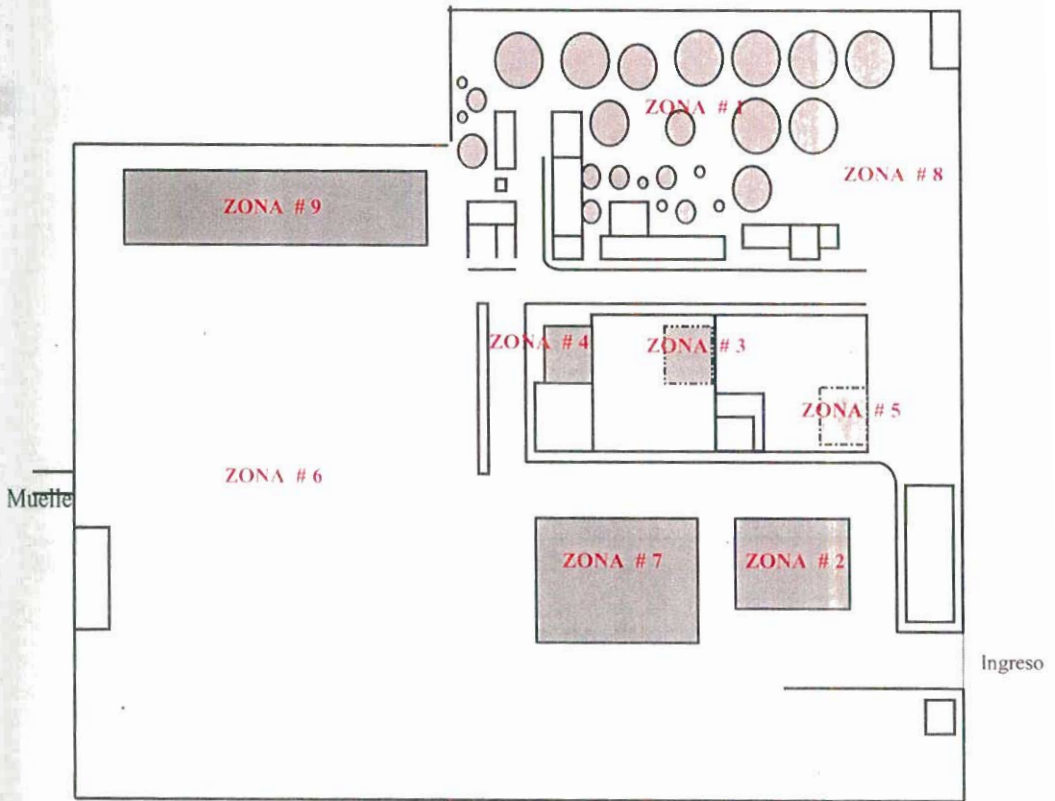 ZONA # 1
ZONA # 8
ZONA # 9
ZONA # 4
ZONA # 3
ZONA # 5
ZONA # 6
Muelle
ZONA # 7
ZONA # 2
Ingreso